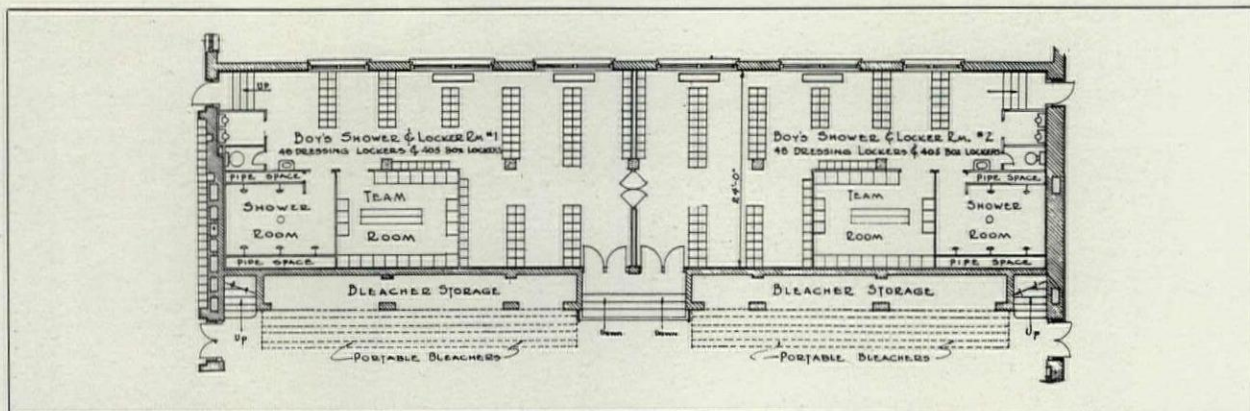 UP
BOY'S SHOWER & LOCKER RM. #1
48 DRESSING LOCKERS & 405 BOX LOCKERS
BOY'S SHOWER & LOCKER RM. #2
48 DRESSING LOCKERS & 405 BOX LOCKERS
PIPE SPACE
PIPE SPACE
SHOWER
ROOM
TEAM
ROOM
24'-0"
TEAM
ROOM
SHOWER
ROOM
PIPE SPACE
PIPE SPACE
BLEACHER STORAGE
BLEACHER STORAGE
UP
DOWN
DOWN
UP
PORTABLE BLEACHERS
PORTABLE BLEACHERS